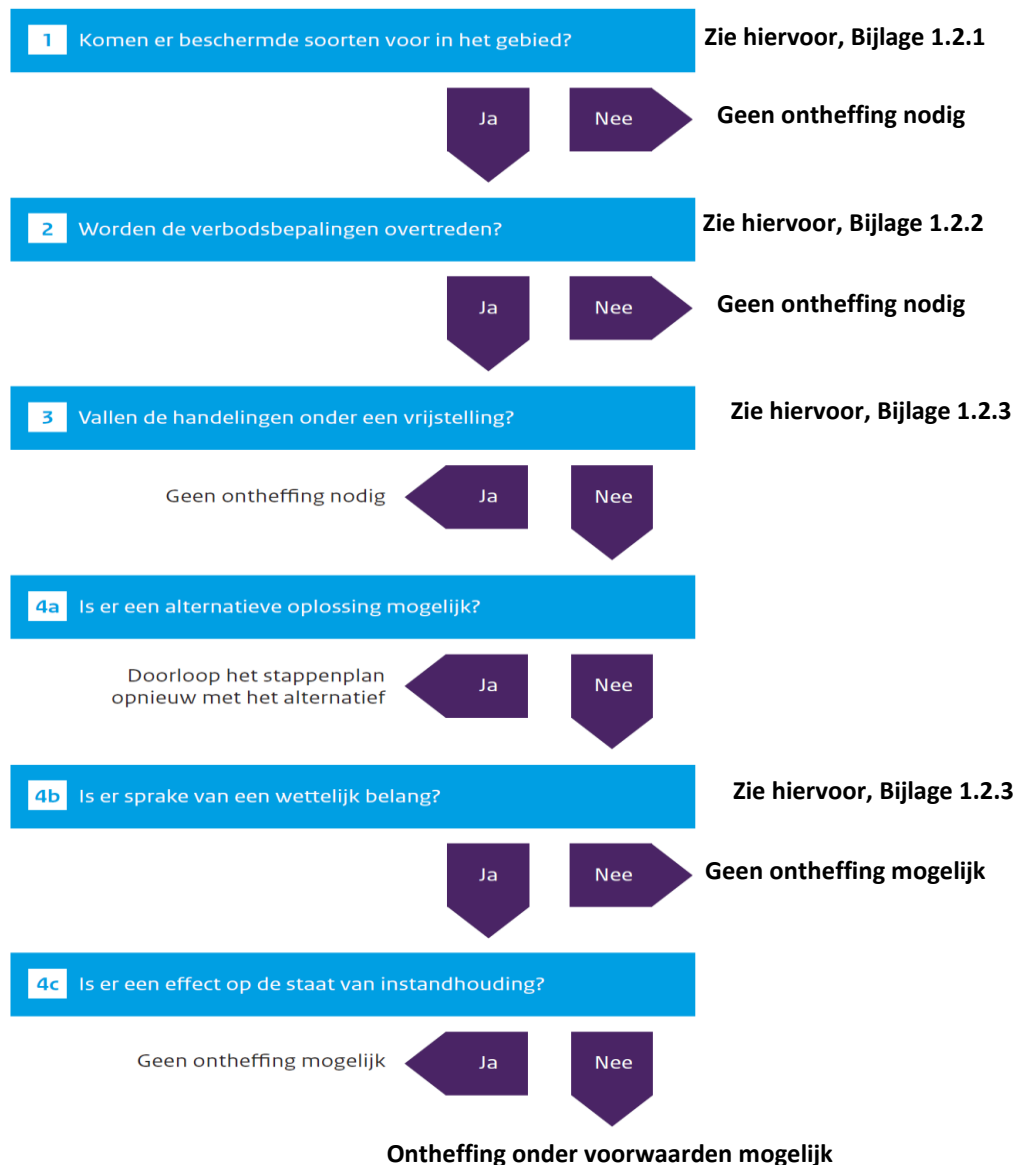 1 Komen er beschermde soorten voor in het gebied? Zie hiervoor, Bijlage 1.2.1
Ja Nee Geen ontheffing nodig
2 Worden de verbodsbepalingen overtreden? Zie hiervoor, Bijlage 1.2.2
Ja Nee Geen ontheffing nodig
3 Vallen de handelingen onder een vrijstelling? Zie hiervoor, Bijlage 1.2.3
Geen ontheffing nodig Ja Nee
4a Is er een alternatieve oplossing mogelijk?
Doorloop het stappenplan
opnieuw met het alternatief Ja Nee
4b Is er sprake van een wettelijk belang? Zie hiervoor, Bijlage 1.2.3
Ja Nee Geen ontheffing mogelijk
4c Is er een effect op de staat van instandhouding?
Geen ontheffing mogelijk Ja Nee
Ontheffing onder voorwaarden mogelijk